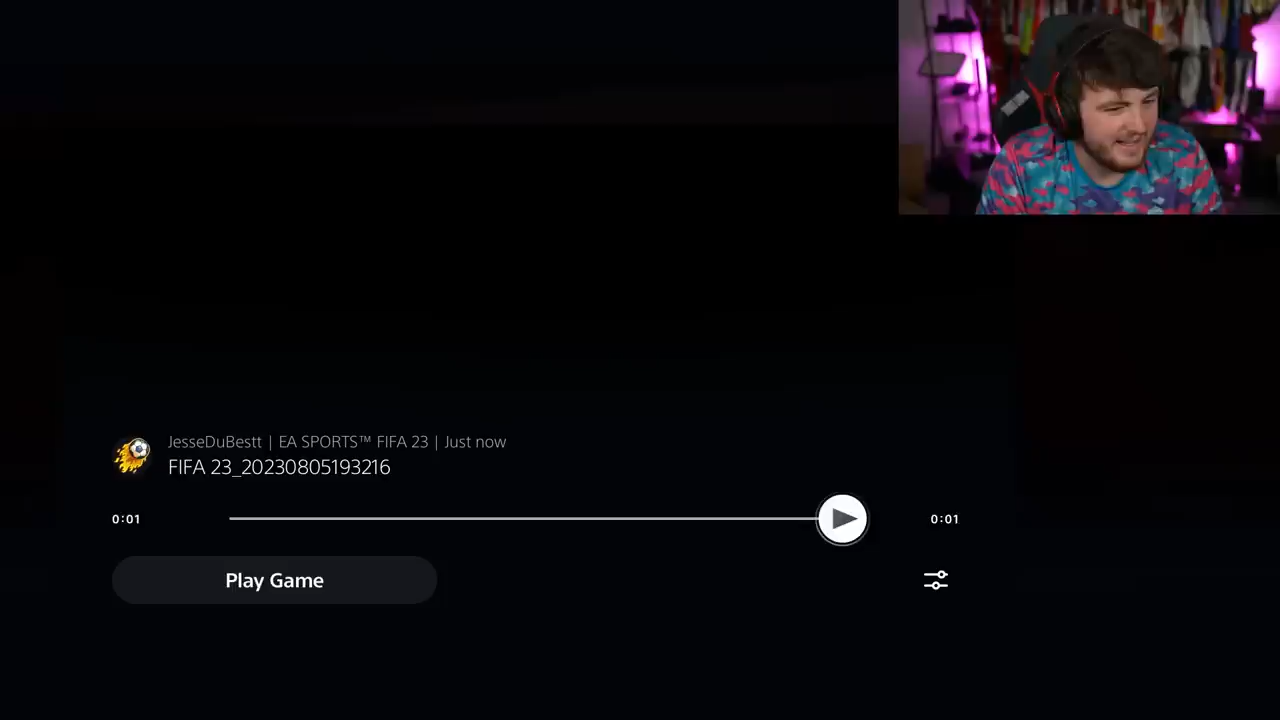 JesseDuBestt | EA SPORTS™ FIFA 23 | Just now
FIFA 23_20230805193216
0:01
0:01
Play Game